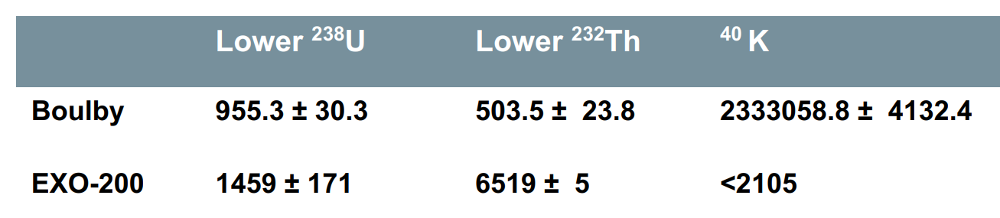 Lower ²³⁸U Lower ²³²Th ⁴⁰ K
Boulby 955.3 ± 30.3 503.5 ± 23.8 2333058.8 ± 4132.4
EXO-200 1459 ± 171 6519 ± 5 <2105